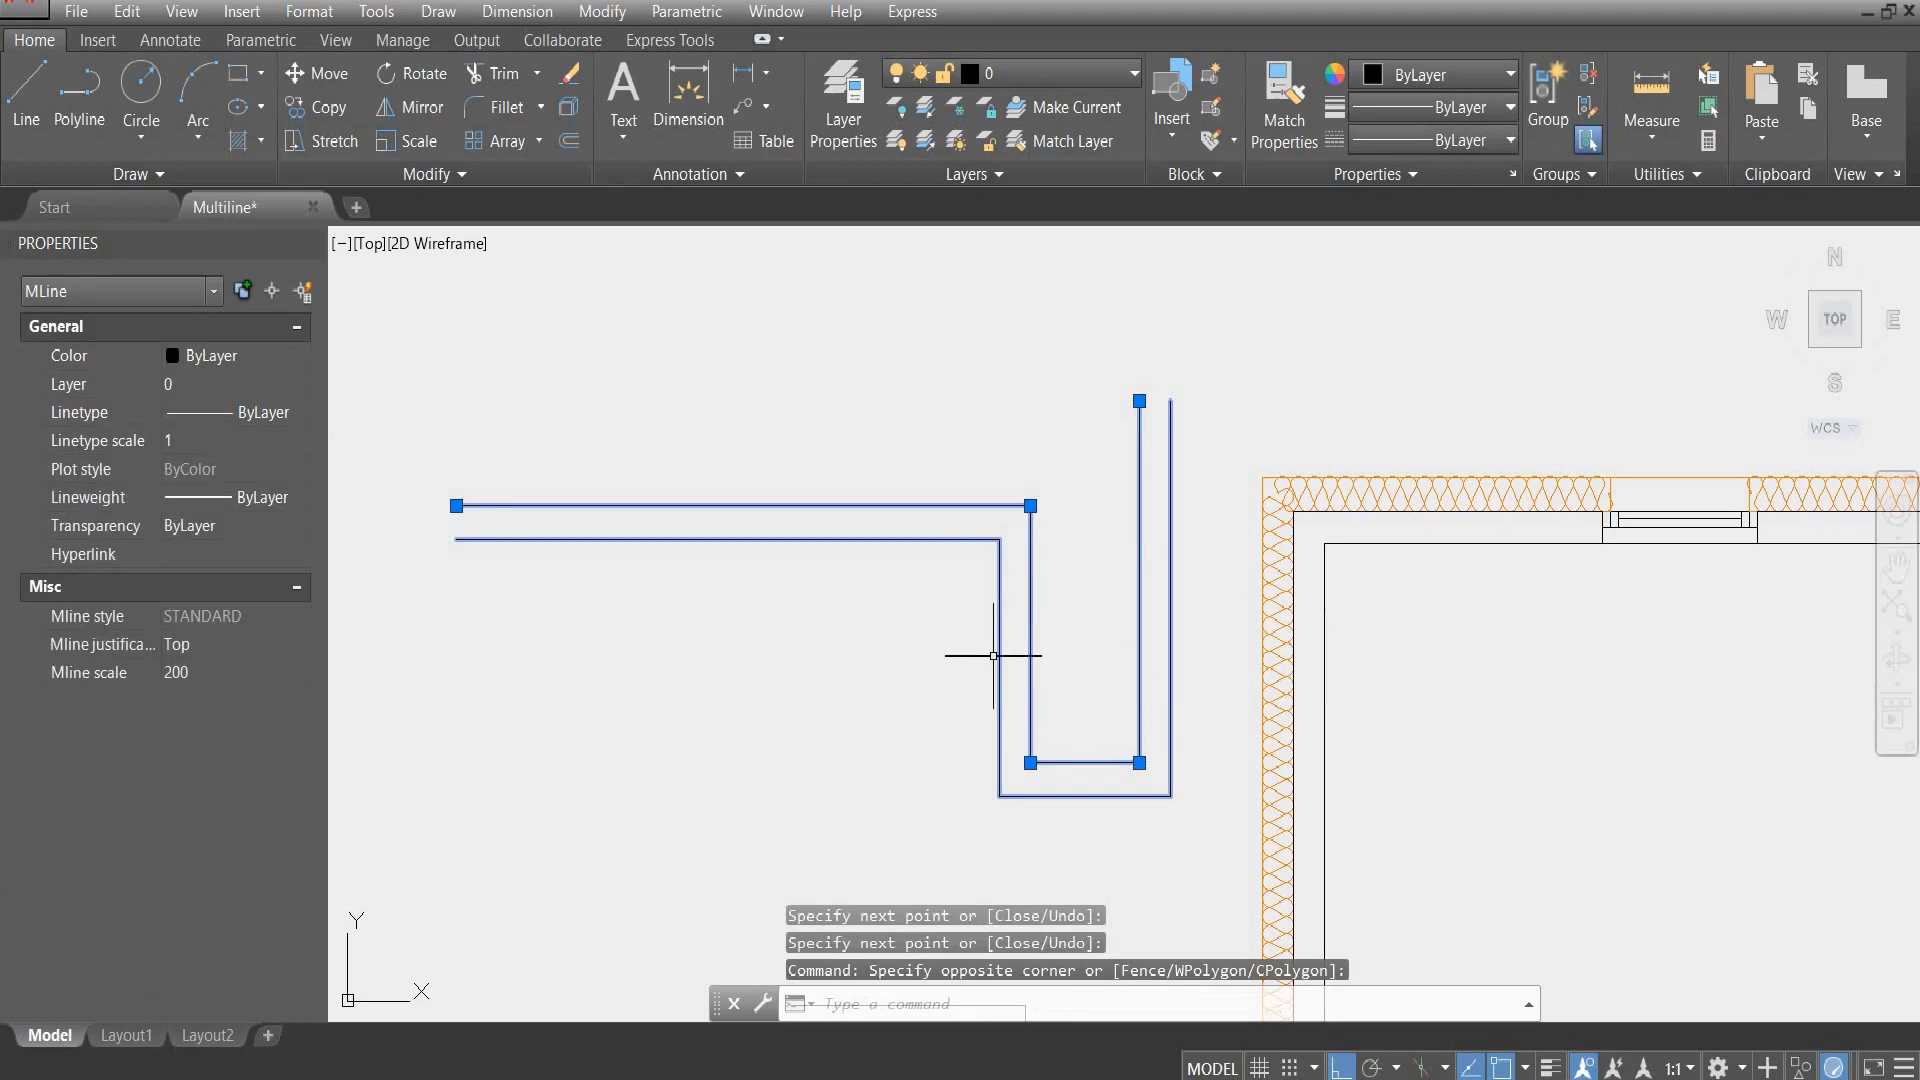 File Edit View Insert Format Tools Draw Dimension Modify Parametric Window Help Express
Home Insert Annotate Parametric View Manage Output Collaborate Express Tools
Line Polyline Circle Arc
Move Rotate Trim
Copy Mirror Fillet
Stretch Scale Array
Text Dimension Table
Layer Properties
0
Make Current
Match Layer
Insert
Match Properties
ByLayer
ByLayer
ByLayer
Group
Measure
Paste
Base
Draw Modify Annotation Layers Block Properties Groups Utilities Clipboard View
Start Multiline*
PROPERTIES
[−][Top][2D Wireframe]
MLine
General
Color ByLayer
Layer 0
Linetype ByLayer
Linetype scale 1
Plot style ByColor
Lineweight ByLayer
Transparency ByLayer
Hyperlink
Misc
Mline style STANDARD
Mline justifica... Top
Mline scale 200
N
W TOP E
S
WCS
Y
X
Specify next point or [Close/Undo]:
Specify next point or [Close/Undo]:
Command: Specify opposite corner or [Fence/WPolygon/CPolygon]:
Type a command
Model Layout1 Layout2
MODEL 1:1